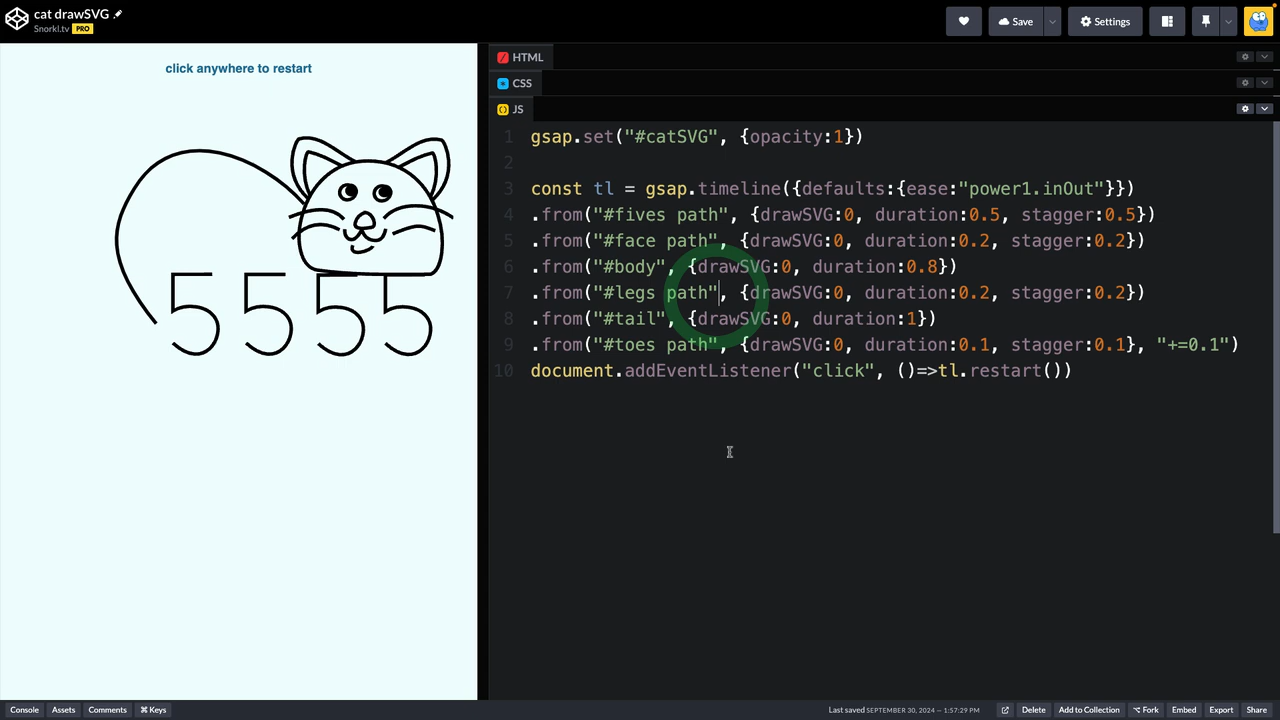 cat drawSVG
Snorkl.tv PRO
Save
Settings
click anywhere to restart
5 5 5 5
HTML
CSS
JS
1 gsap.set("#catSVG", {opacity:1})
2
3 const tl = gsap.timeline({defaults:{ease:"power1.inOut"}})
4 .from("#fives path", {drawSVG:0, duration:0.5, stagger:0.5})
5 .from("#face path", {drawSVG:0, duration:0.2, stagger:0.2})
6 .from("#body", {drawSVG:0, duration:0.8})
7 .from("#legs path", {drawSVG:0, duration:0.2, stagger:0.2})
8 .from("#tail", {drawSVG:0, duration:1})
9 .from("#toes path", {drawSVG:0, duration:0.1, stagger:0.1}, "+=0.1")
10 document.addEventListener("click", ()=>tl.restart())
Console Assets Comments ⌘ Keys Last saved SEPTEMBER 30, 2024 — 1:57:29 PM Delete Add to Collection ⌥ Fork Embed Export Share